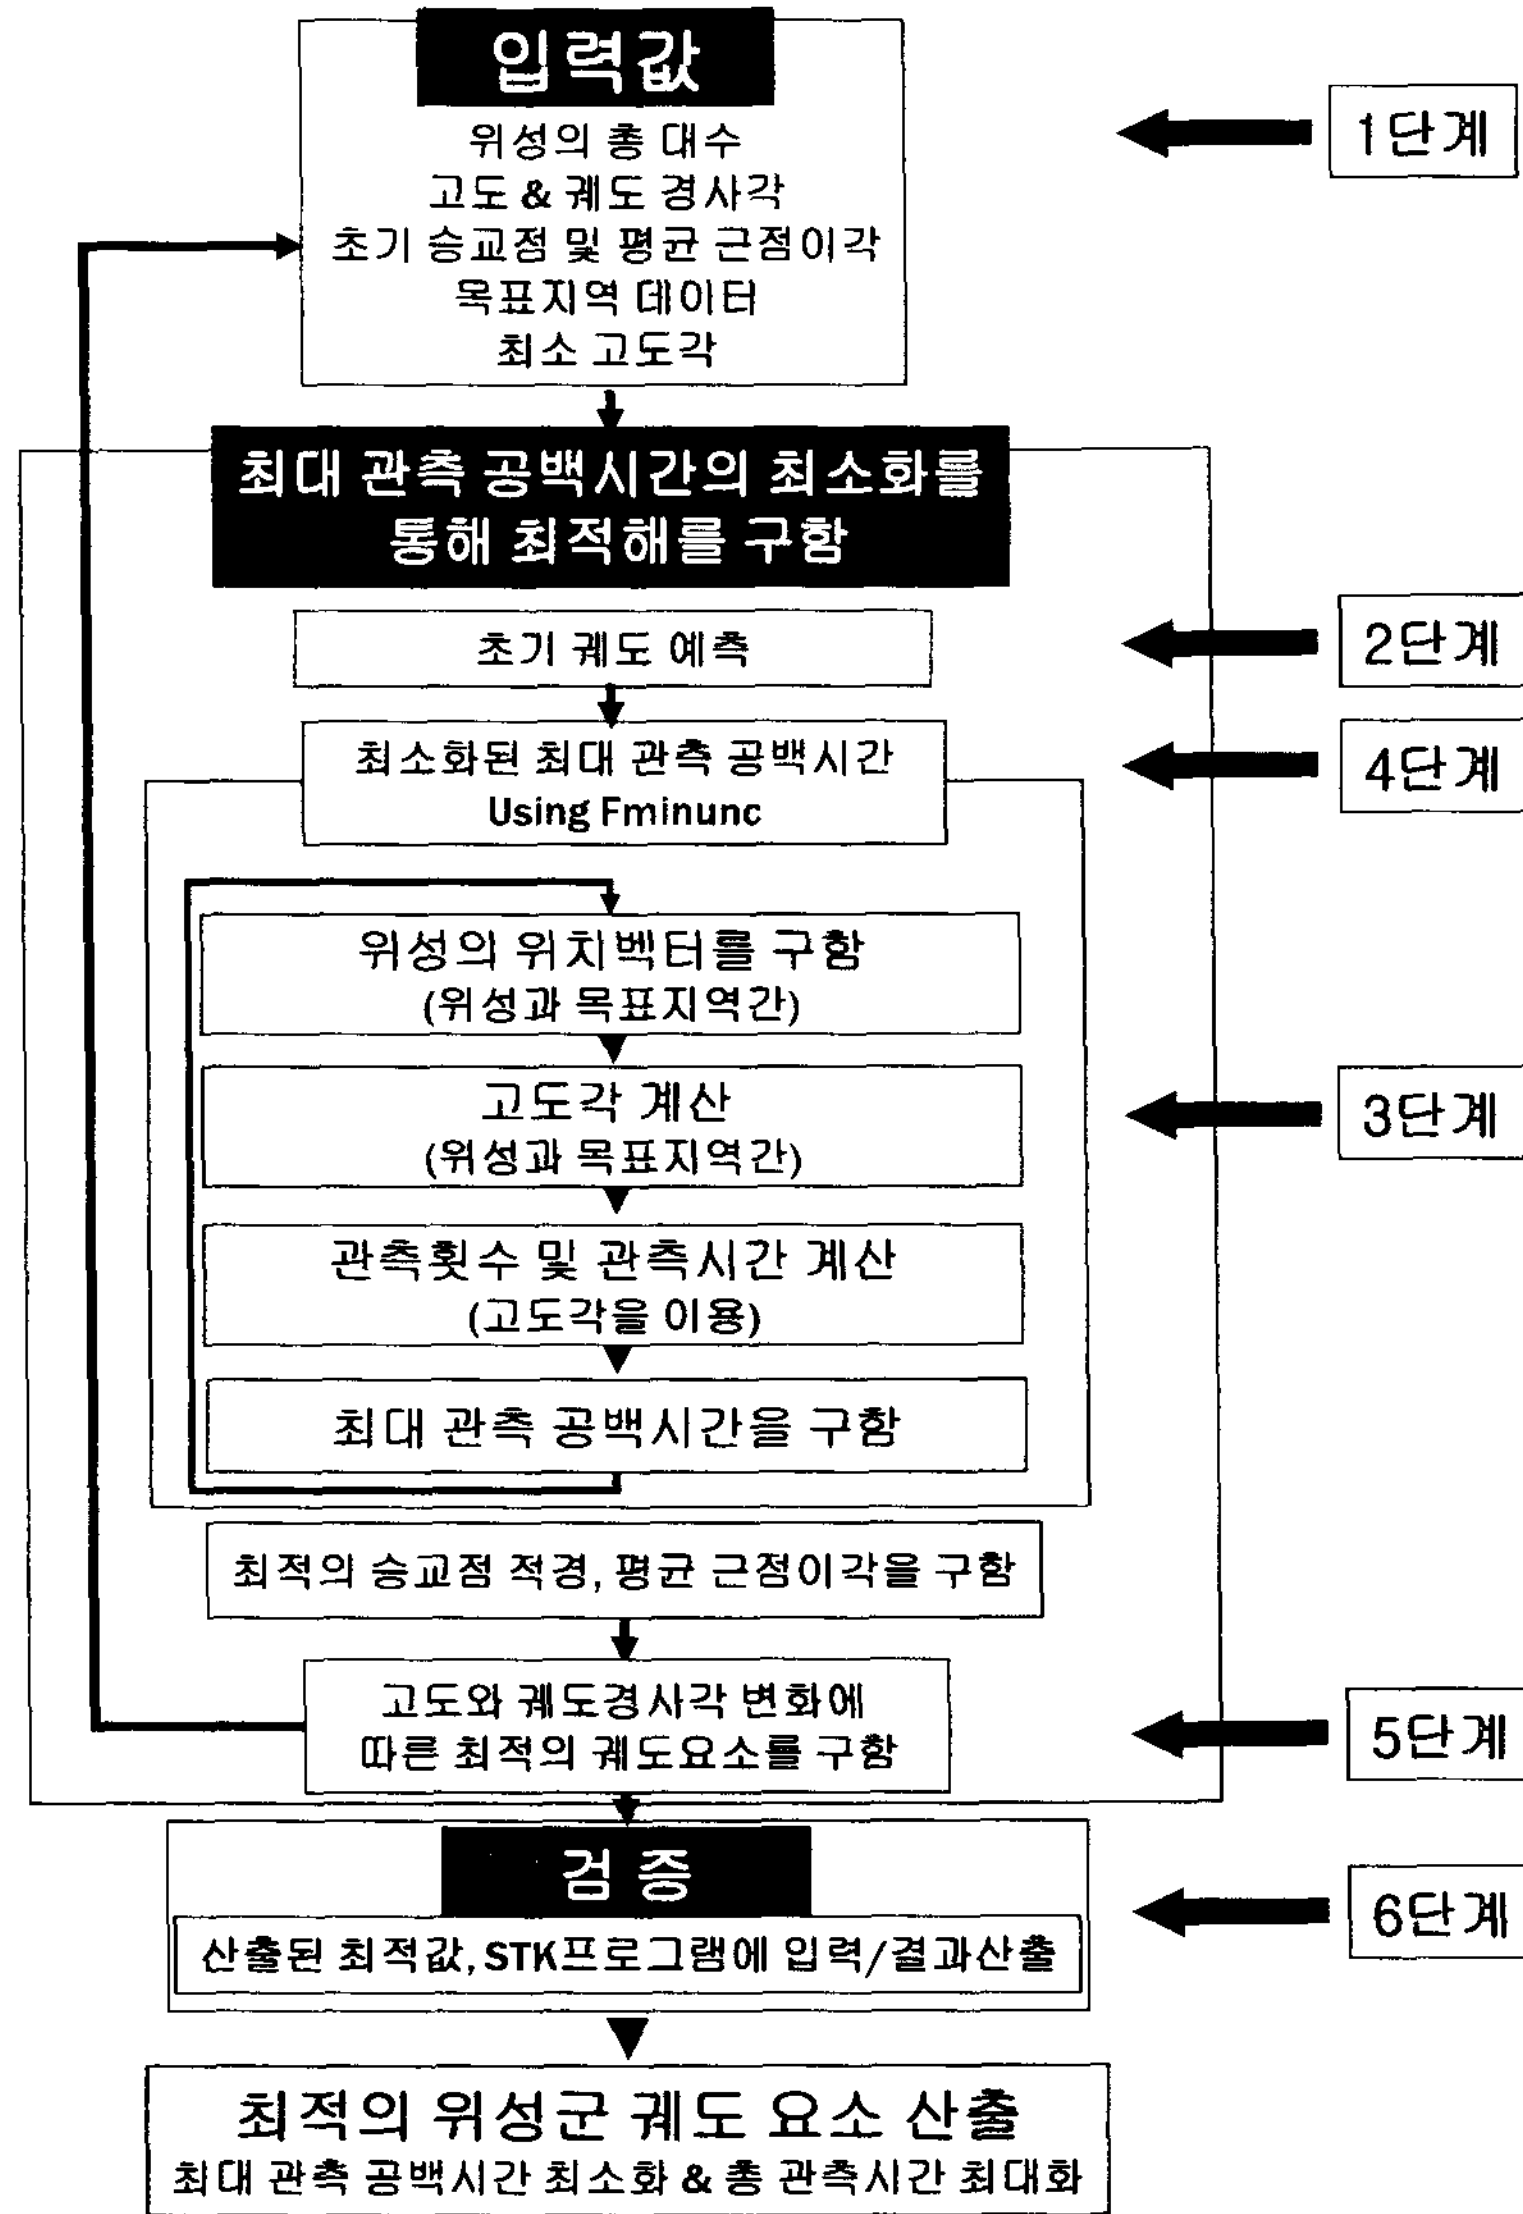 입력값
위성의 총 대수
고도 & 궤도 경사각
초기 승교점 및 평균 근점이각
목표지역 데이터
최소 고도각
1단계
최대 관측 공백시간의 최소화를
통해 최적해를 구함
초기 궤도 예측
2단계
최소화된 최대 관측 공백시간
Using Fminunc
4단계
위성의 위치벡터를 구함
(위성과 목표지역간)
고도각 계산
(위성과 목표지역간)
3단계
관측횟수 및 관측시간 계산
(고도각을 이용)
최대 관측 공백시간을 구함
최적의 승교점 적경, 평균 근점이각을 구함
고도와 궤도경사각 변화에
따른 최적의 궤도요소를 구함
5단계
검 증
산출된 최적값, STK프로그램에 입력/결과산출
6단계
최적의 위성군 궤도 요소 산출
최대 관측 공백시간 최소화 & 총 관측시간 최대화